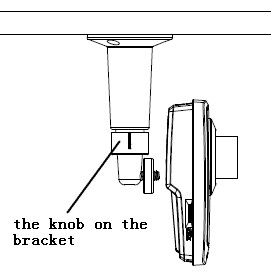 the knob on the
bracket